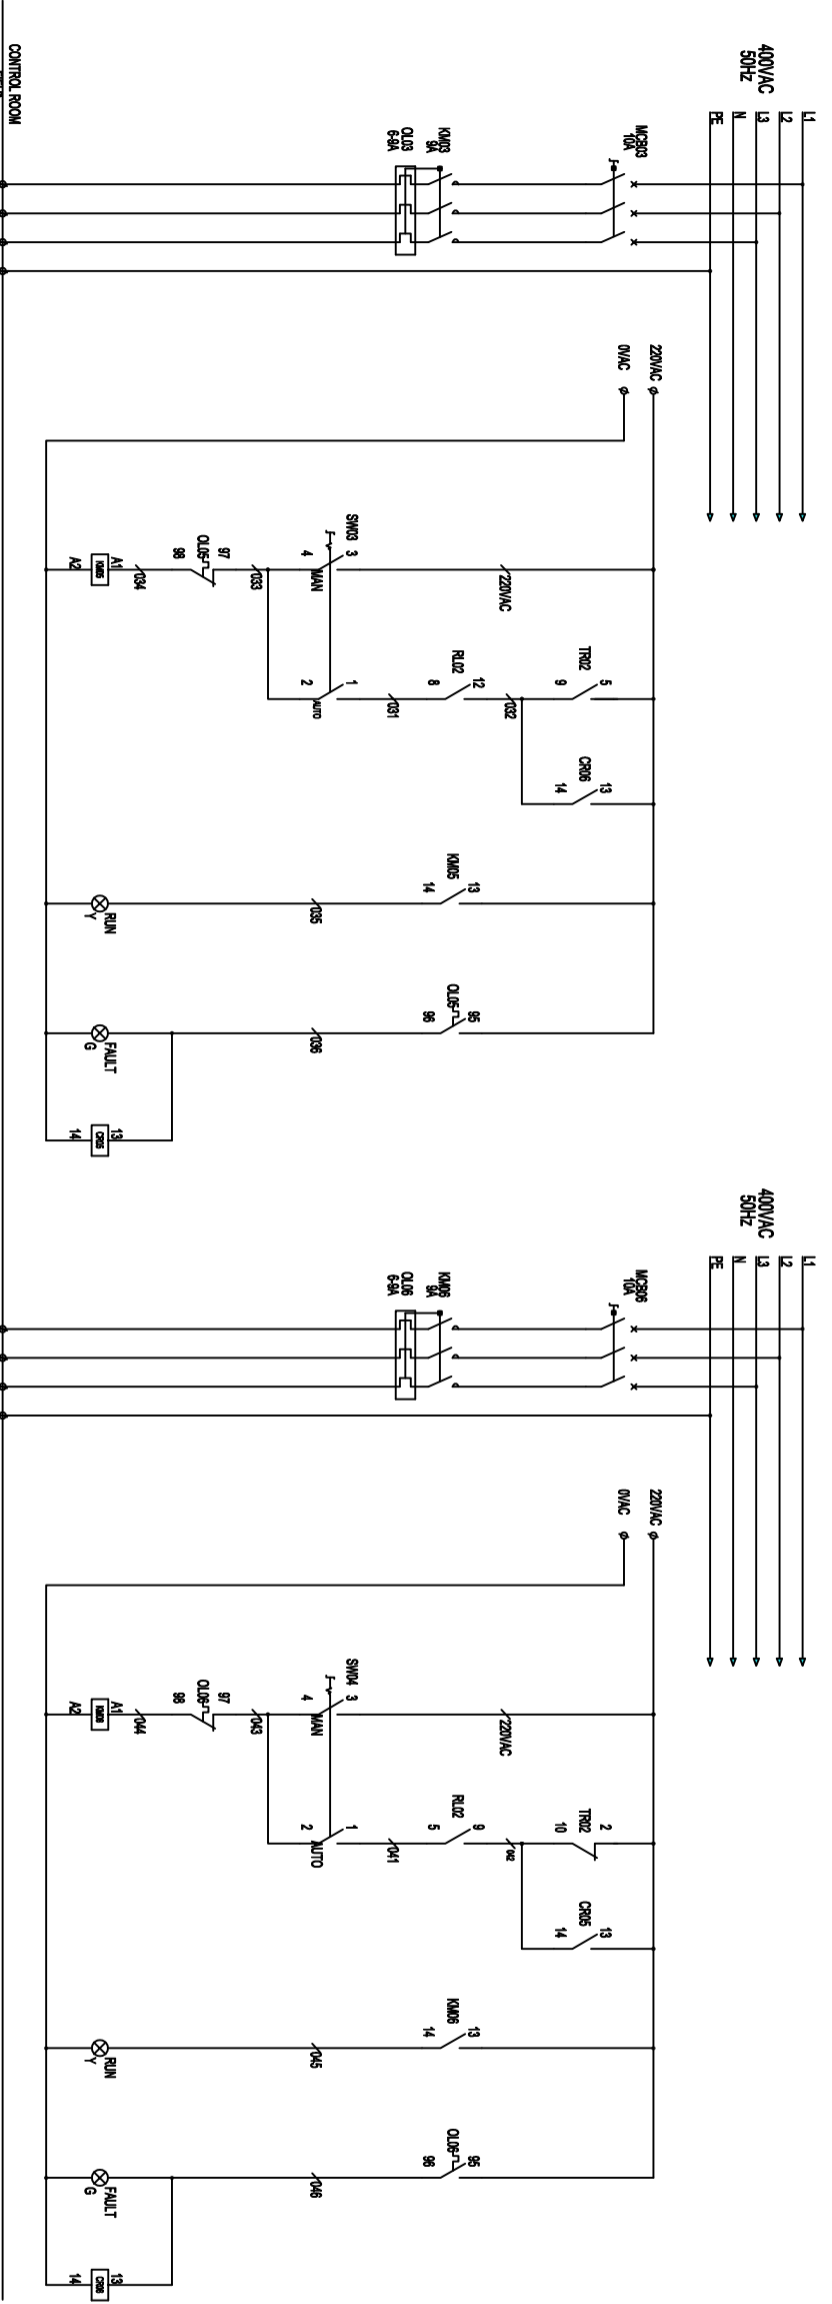 400VAC
50Hz
L1
L2
L3
N
PE
MCB03
10A
KM03
9A
OL03
6-9A
CONTROL ROOM
220VAC
0VAC
SW03
3
4
MAN
220VAC
033
97
OL05
98
034
A1
KM05
A2
TR02
5
9
032
RL02
12
8
031
1
2
AUTO
CR06
13
14
KM05
13
14
035
RUN
Y
OL05
95
96
036
FAULT
G
13
CR05
14
400VAC
50Hz
L1
L2
L3
N
PE
MCB06
10A
KM06
9A
OL06
6-9A
220VAC
0VAC
SW04
3
4
MAN
220VAC
043
97
OL06
98
044
A1
KM06
A2
TR02
2
10
042
RL02
9
5
041
1
2
AUTO
CR05
13
14
KM06
13
14
045
RUN
Y
OL06
95
96
046
FAULT
G
13
CR06
14